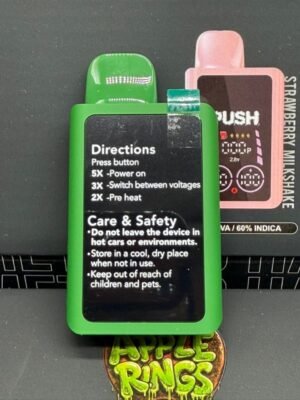 Directions
Press button
5X -Power on
3X -Switch between voltages
2X -Pre heat
Care & Safety
•Do not leave the device in
hot cars or environments.
•Store in a cool, dry place
when not in use.
•Keep out of reach of
children and pets.
PUSH
2.8v
STRAWBERRY MILKSHAKE
/ 60% INDICA
APPLE
RINGS